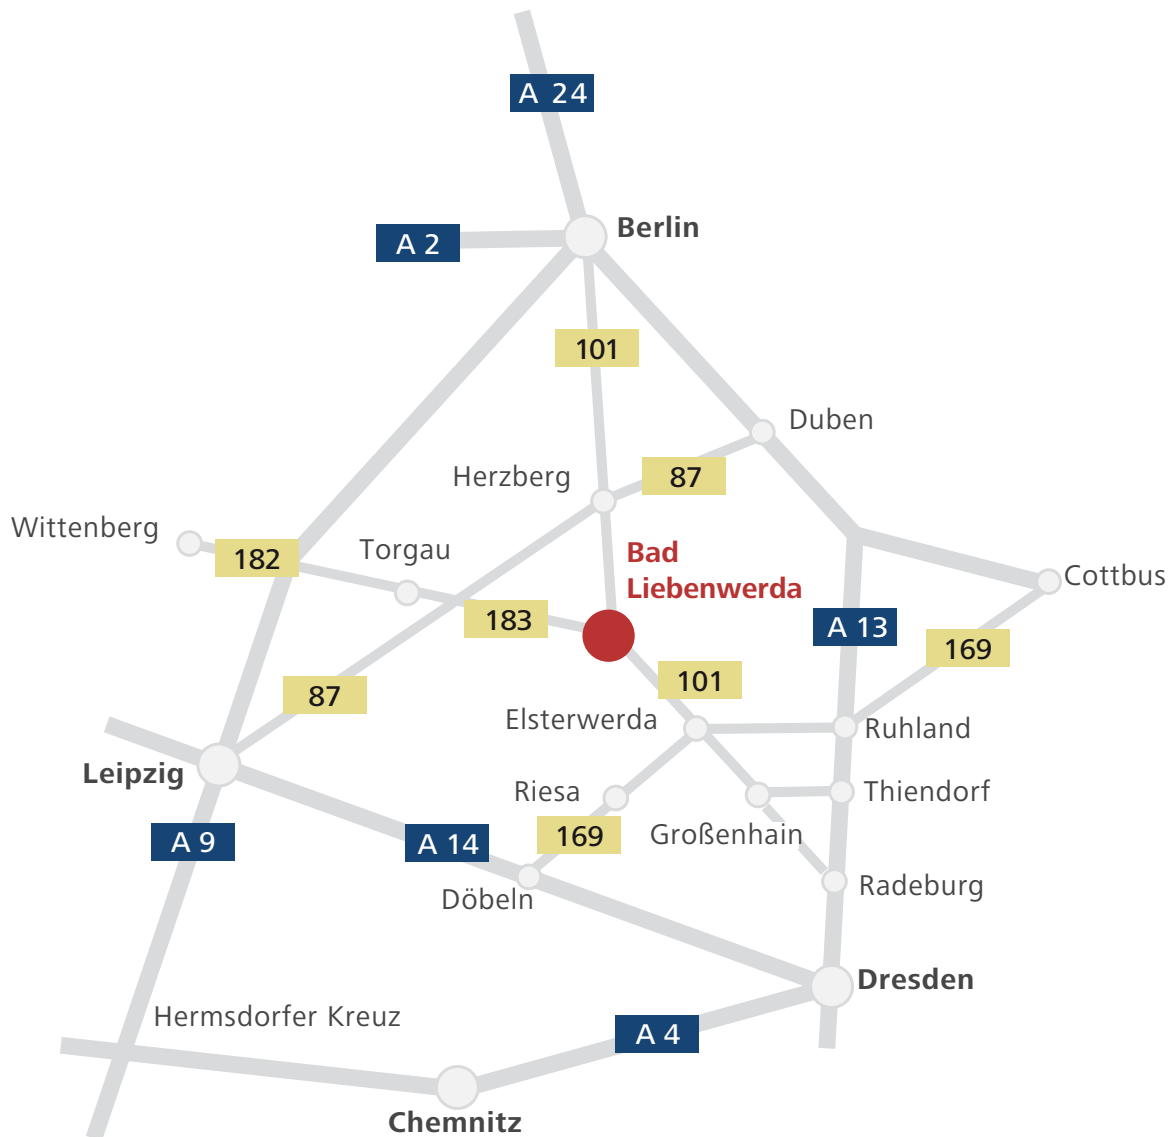 A 24
Berlin
A 2
101
Duben
Herzberg
87
Wittenberg
182
Torgau
Bad
Liebenwerda
Cottbus
183
A 13
169
87
101
Elsterwerda
Ruhland
Leipzig
Riesa
Thiendorf
A 9
A 14
169
Großenhain
Döbeln
Radeburg
Dresden
Hermsdorfer Kreuz
A 4
Chemnitz